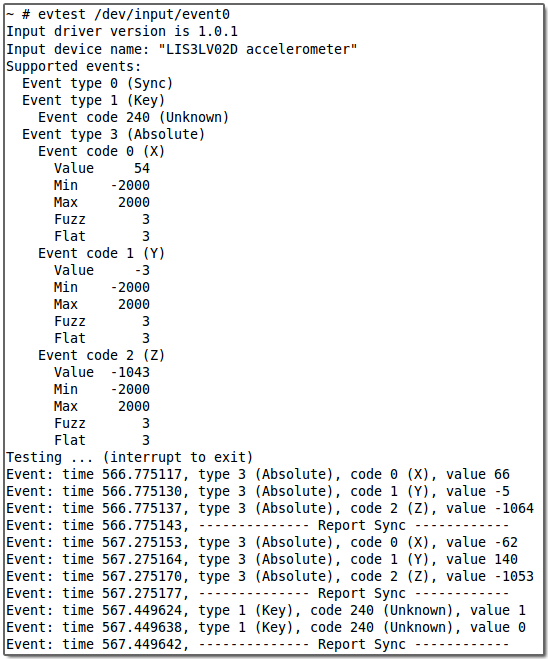 ~ # evtest /dev/input/event0
Input driver version is 1.0.1
Input device name: "LIS3LV02D accelerometer"
Supported events:
  Event type 0 (Sync)
  Event type 1 (Key)
    Event code 240 (Unknown)
  Event type 3 (Absolute)
    Event code 0 (X)
      Value     54
      Min    -2000
      Max     2000
      Fuzz       3
      Flat       3
    Event code 1 (Y)
      Value     -3
      Min    -2000
      Max     2000
      Fuzz       3
      Flat       3
    Event code 2 (Z)
      Value  -1043
      Min    -2000
      Max     2000
      Fuzz       3
      Flat       3
Testing ... (interrupt to exit)
Event: time 566.775117, type 3 (Absolute), code 0 (X), value 66
Event: time 566.775130, type 3 (Absolute), code 1 (Y), value -5
Event: time 566.775137, type 3 (Absolute), code 2 (Z), value -1064
Event: time 566.775143, -------------- Report Sync ------------
Event: time 567.275153, type 3 (Absolute), code 0 (X), value -62
Event: time 567.275164, type 3 (Absolute), code 1 (Y), value 140
Event: time 567.275170, type 3 (Absolute), code 2 (Z), value -1053
Event: time 567.275177, -------------- Report Sync ------------
Event: time 567.449624, type 1 (Key), code 240 (Unknown), value 1
Event: time 567.449638, type 1 (Key), code 240 (Unknown), value 0
Event: time 567.449642, -------------- Report Sync ------------